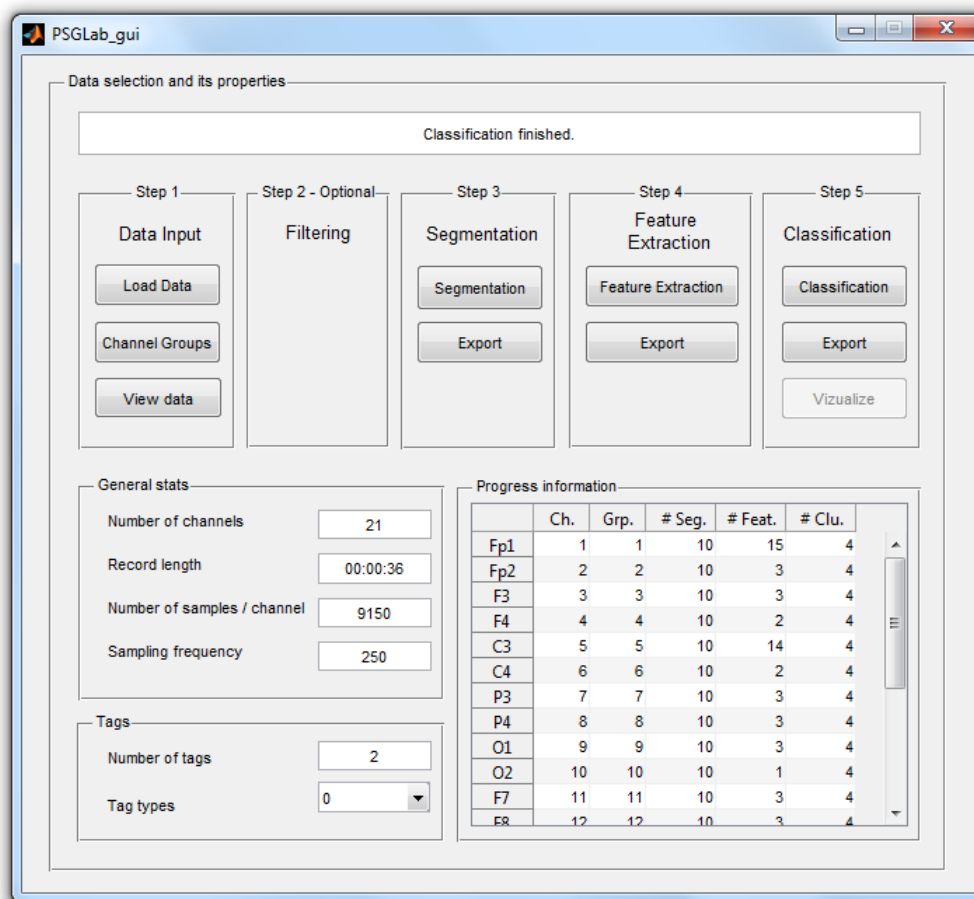 PSGLab_gui
Data selection and its properties
Classification finished.
Step 1
Data Input
Load Data
Channel Groups
View data
Step 2 - Optional
Filtering
Step 3
Segmentation
Segmentation
Export
Step 4
Feature
Extraction
Feature Extraction
Export
Step 5
Classification
Classification
Export
Vizualize
General stats
Number of channels 21
Record length 00:00:36
Number of samples / channel 9150
Sampling frequency 250
Tags
Number of tags 2
Tag types 0
Progress information
Ch. Grp. # Seg. # Feat. # Clu.
Fp1 1 1 10 15 4
Fp2 2 2 10 3 4
F3 3 3 10 3 4
F4 4 4 10 2 4
C3 5 5 10 14 4
C4 6 6 10 2 4
P3 7 7 10 3 4
P4 8 8 10 3 4
O1 9 9 10 3 4
O2 10 10 10 1 4
F7 11 11 10 3 4
F8 12 12 10 3 4